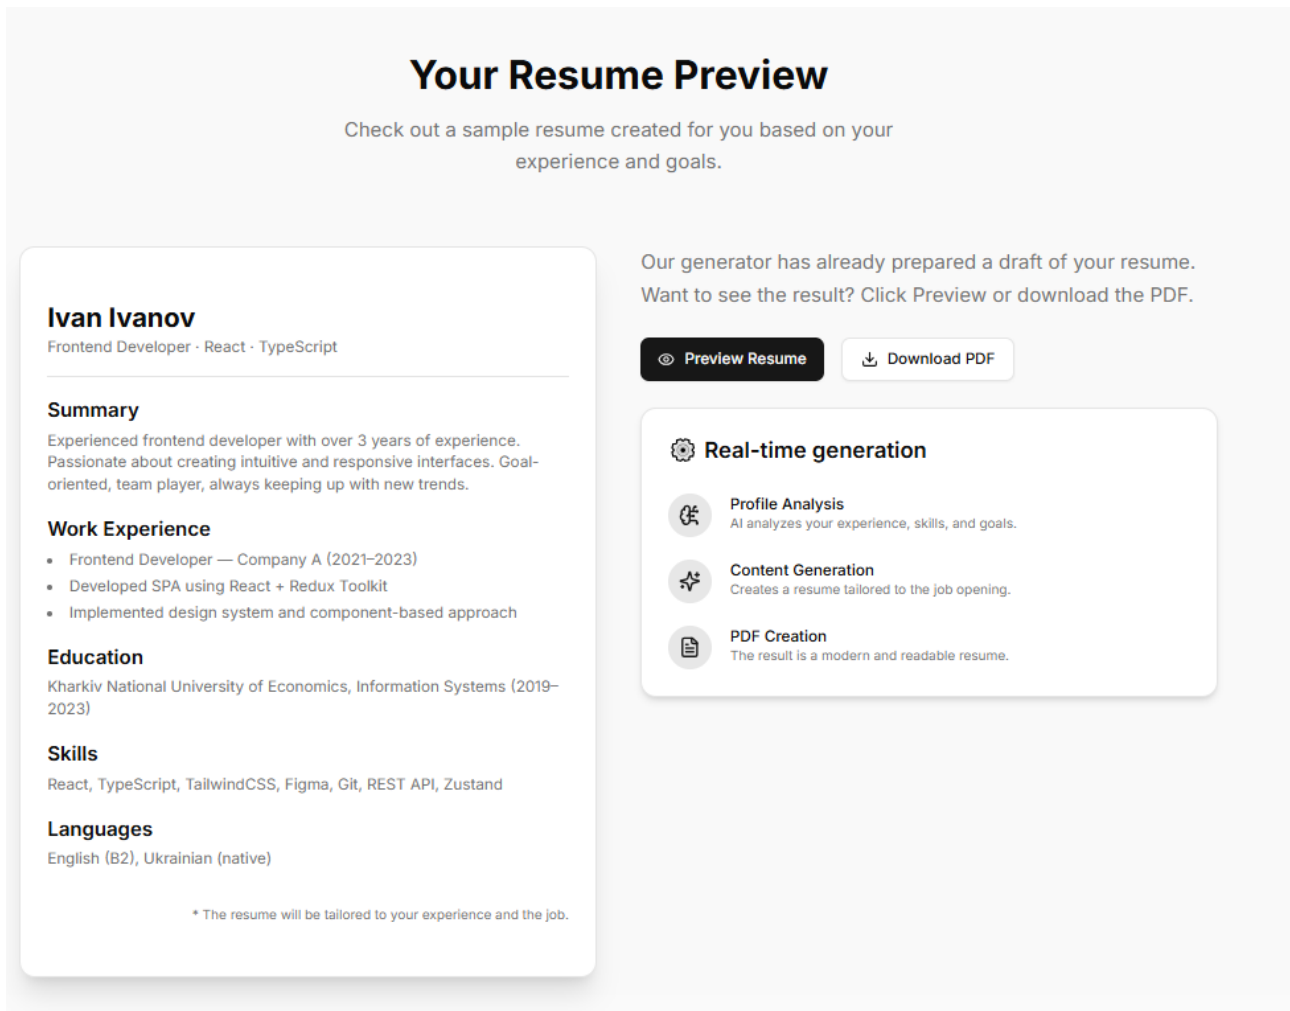 Your Resume Preview
Check out a sample resume created for you based on your
experience and goals.
Ivan Ivanov
Frontend Developer · React · TypeScript
Summary
Experienced frontend developer with over 3 years of experience.
Passionate about creating intuitive and responsive interfaces. Goal-
oriented, team player, always keeping up with new trends.
Work Experience
• Frontend Developer — Company A (2021–2023)
• Developed SPA using React + Redux Toolkit
• Implemented design system and component-based approach
Education
Kharkiv National University of Economics, Information Systems (2019–
2023)
Skills
React, TypeScript, TailwindCSS, Figma, Git, REST API, Zustand
Languages
English (B2), Ukrainian (native)
* The resume will be tailored to your experience and the job.
Our generator has already prepared a draft of your resume.
Want to see the result? Click Preview or download the PDF.
Preview Resume
Download PDF
Real-time generation
Profile Analysis
AI analyzes your experience, skills, and goals.
Content Generation
Creates a resume tailored to the job opening.
PDF Creation
The result is a modern and readable resume.